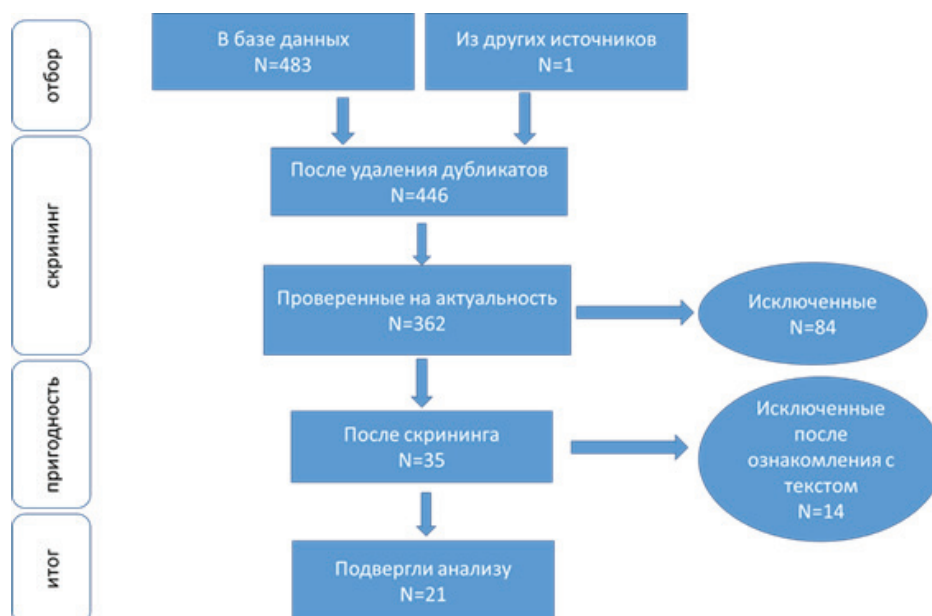 отбор
В базе данных
N=483
Из других источников
N=1
скрининг
После удаления дубликатов
N=446
Проверенные на актуальность
N=362
Исключенные
N=84
пригодность
После скрининга
N=35
Исключенные
после
ознакомления с
текстом
N=14
итог
Подвергли анализу
N=21